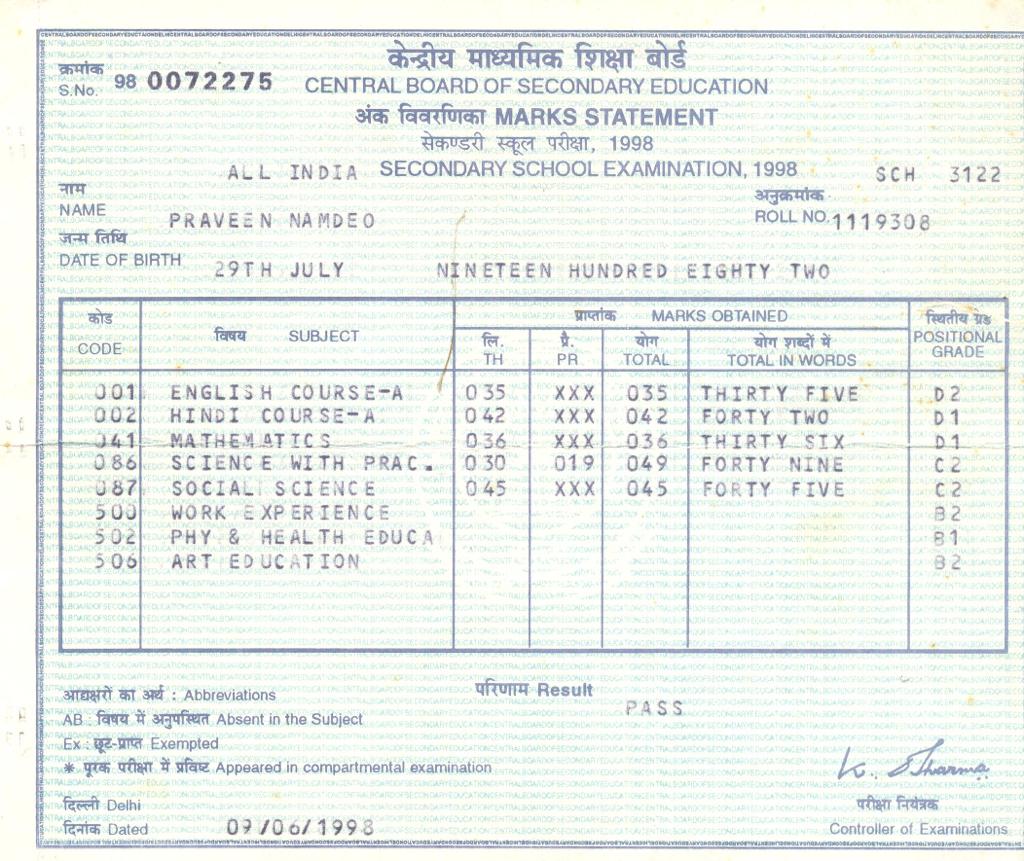 केन्द्रीय माध्यमिक शिक्षा बोर्ड
क्रमांक
S.No. 98 0072275
CENTRAL BOARD OF SECONDARY EDUCATION
अंक विवरणिका MARKS STATEMENT
सेकण्डरी स्कूल परीक्षा, 1998
ALL INDIA SECONDARY SCHOOL EXAMINATION, 1998 SCH 3122
नाम अनुक्रमांक
NAME PRAVEEN NAMDEO ROLL NO. 1119308
जन्म तिथि
DATE OF BIRTH 29TH JULY NINETEEN HUNDRED EIGHTY TWO
कोड विषय SUBJECT प्राप्तांक MARKS OBTAINED स्थितीय ग्रेड
CODE लि. प्रै. योग योग शब्दों में POSITIONAL
TH PR TOTAL TOTAL IN WORDS GRADE
001 ENGLISH COURSE-A 035 XXX 035 THIRTY FIVE D2
002 HINDI COURSE-A 042 XXX 042 FORTY TWO D1
041 MATHEMATICS 036 XXX 036 THIRTY SIX D1
086 SCIENCE WITH PRAC. 030 019 049 FORTY NINE C2
087 SOCIAL SCIENCE 045 XXX 045 FORTY FIVE C2
500 WORK EXPERIENCE B2
502 PHY & HEALTH EDUCA B1
506 ART EDUCATION B2
आद्यक्षरों का अर्थ : Abbreviations
परिणाम Result
PASS
AB : विषय में अनुपस्थित Absent in the Subject
Ex : छूट-प्राप्त Exempted
* पूरक परीक्षा में प्रविष्ट Appeared in compartmental examination
K. Sharma
दिल्ली Delhi
परीक्षा नियंत्रक
दिनांक Dated 09/06/1998
Controller of Examinations